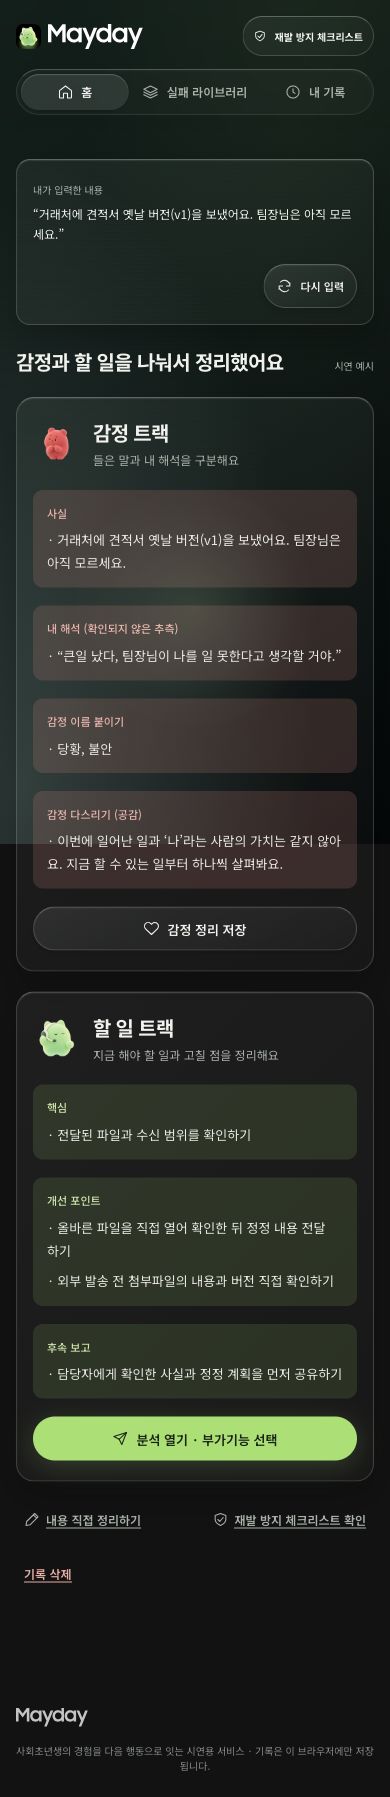 Mayday
재발 방지 체크리스트
홈
실패 라이브러리
내 기록
내가 입력한 내용
“거래처에 견적서 옛날 버전(v1)을 보냈어요. 팀장님은 아직 모르
세요.”
다시 입력
감정과 할 일을 나눠서 정리했어요
시연 예시
감정 트랙
들은 말과 내 해석을 구분해요
사실
· 거래처에 견적서 옛날 버전(v1)을 보냈어요. 팀장님은
아직 모르세요.
내 해석 (확인되지 않은 추측)
· “큰일 났다, 팀장님이 나를 일 못한다고 생각할 거야.”
감정 이름 붙이기
· 당황, 불안
감정 다스리기 (공감)
· 이번에 일어난 일과 ‘나’라는 사람의 가치는 같지 않아
요. 지금 할 수 있는 일부터 하나씩 살펴봐요.
감정 정리 저장
할 일 트랙
지금 해야 할 일과 고칠 점을 정리해요
핵심
· 전달된 파일과 수신 범위를 확인하기
개선 포인트
· 올바른 파일을 직접 열어 확인한 뒤 정정 내용 전달
하기
· 외부 발송 전 첨부파일의 내용과 버전 직접 확인하기
후속 보고
· 담당자에게 확인한 사실과 정정 계획을 먼저 공유하기
분석 열기 · 부가기능 선택
내용 직접 정리하기
재발 방지 체크리스트 확인
기록 삭제
Mayday
사회초년생의 경험을 다음 행동으로 잇는 시연용 서비스 · 기록은 이 브라우저에만 저장
됩니다.